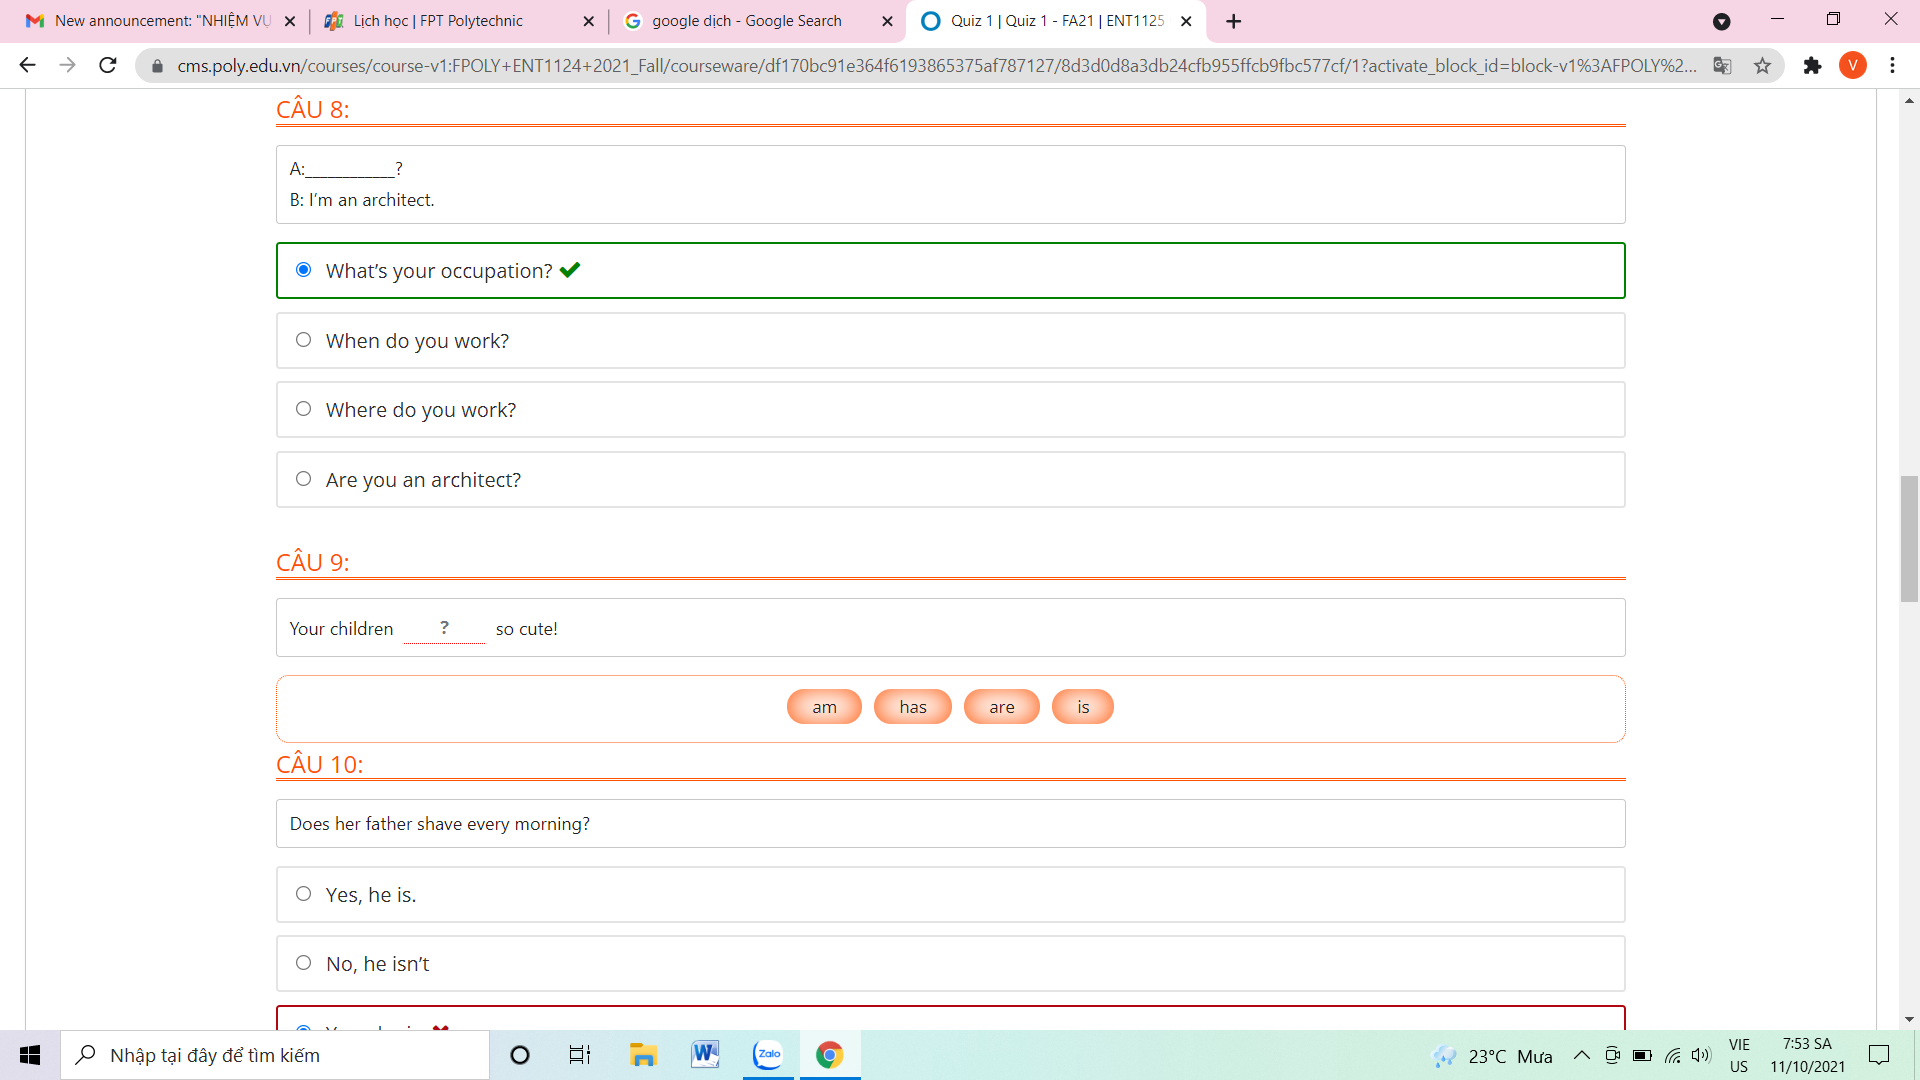 New announcement: "NHIỆM VỤ
Lịch học | FPT Polytechnic
google dịch - Google Search
Quiz 1 | Quiz 1 - FA21 | ENT1125
cms.poly.edu.vn/courses/course-v1:FPOLY+ENT1124+2021_Fall/courseware/df170bc91e364f6193865375af787127/8d3d0d8a3db24cfb955ffcb9fbc577cf/1?activate_block_id=block-v1%3AFPOLY%2...
V
CÂU 8:
A:__________?
B: I’m an architect.
What’s your occupation?
When do you work?
Where do you work?
Are you an architect?
CÂU 9:
Your children ? so cute!
am has are is
CÂU 10:
Does her father shave every morning?
Yes, he is.
No, he isn’t
Nhập tại đây để tìm kiếm
Zalo
23°C Mưa
VIE
US
7:53 SA
11/10/2021